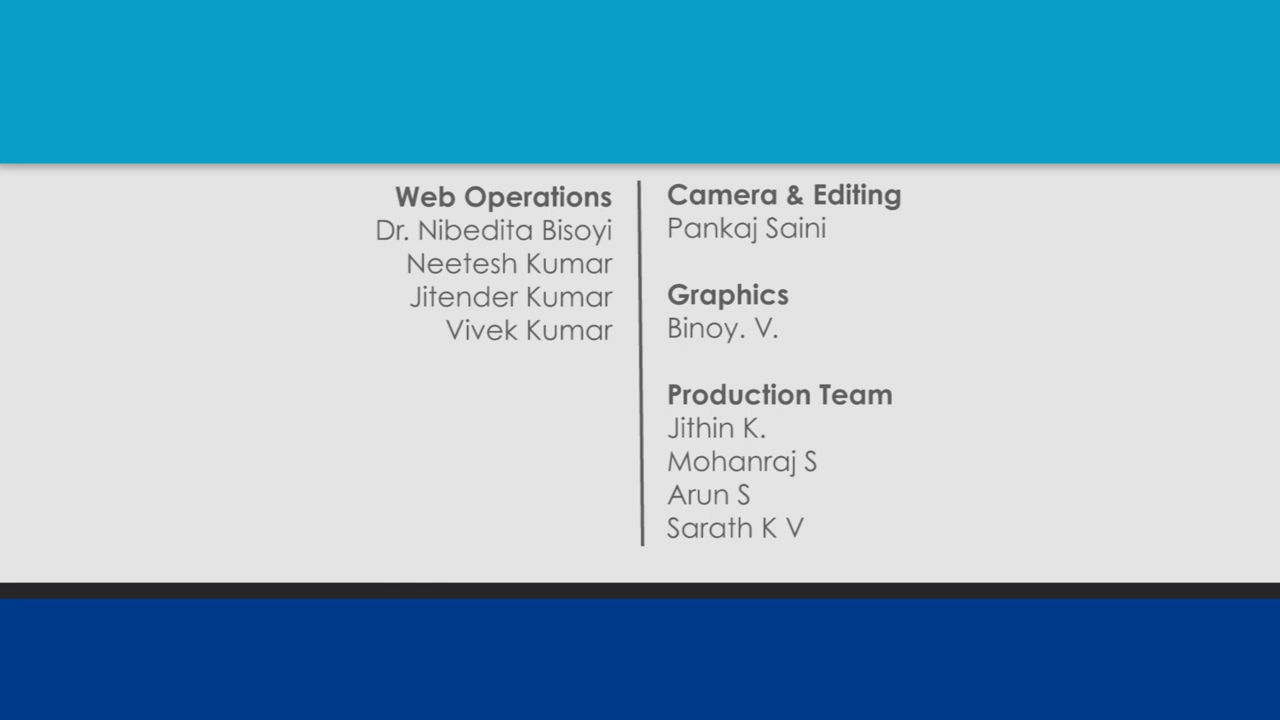 Web Operations
Dr. Nibedita Bisoyi
Neetesh Kumar
Jitender Kumar
Vivek Kumar
Camera & Editing
Pankaj Saini
Graphics
Binoy. V.
Production Team
Jithin K.
Mohanraj S
Arun S
Sarath K V